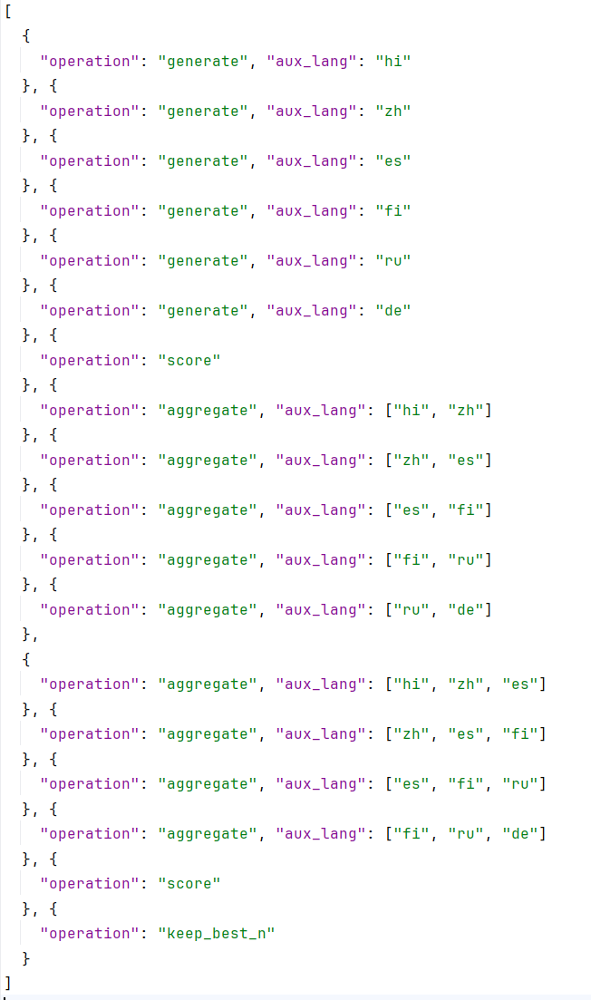 [
  {
    "operation": "generate", "aux_lang": "hi"
  }, {
    "operation": "generate", "aux_lang": "zh"
  }, {
    "operation": "generate", "aux_lang": "es"
  }, {
    "operation": "generate", "aux_lang": "fi"
  }, {
    "operation": "generate", "aux_lang": "ru"
  }, {
    "operation": "generate", "aux_lang": "de"
  }, {
    "operation": "score"
  }, {
    "operation": "aggregate", "aux_lang": ["hi", "zh"]
  }, {
    "operation": "aggregate", "aux_lang": ["zh", "es"]
  }, {
    "operation": "aggregate", "aux_lang": ["es", "fi"]
  }, {
    "operation": "aggregate", "aux_lang": ["fi", "ru"]
  }, {
    "operation": "aggregate", "aux_lang": ["ru", "de"]
  },
  {
    "operation": "aggregate", "aux_lang": ["hi", "zh", "es"]
  }, {
    "operation": "aggregate", "aux_lang": ["zh", "es", "fi"]
  }, {
    "operation": "aggregate", "aux_lang": ["es", "fi", "ru"]
  }, {
    "operation": "aggregate", "aux_lang": ["fi", "ru", "de"]
  }, {
    "operation": "score"
  }, {
    "operation": "keep_best_n"
  }
]